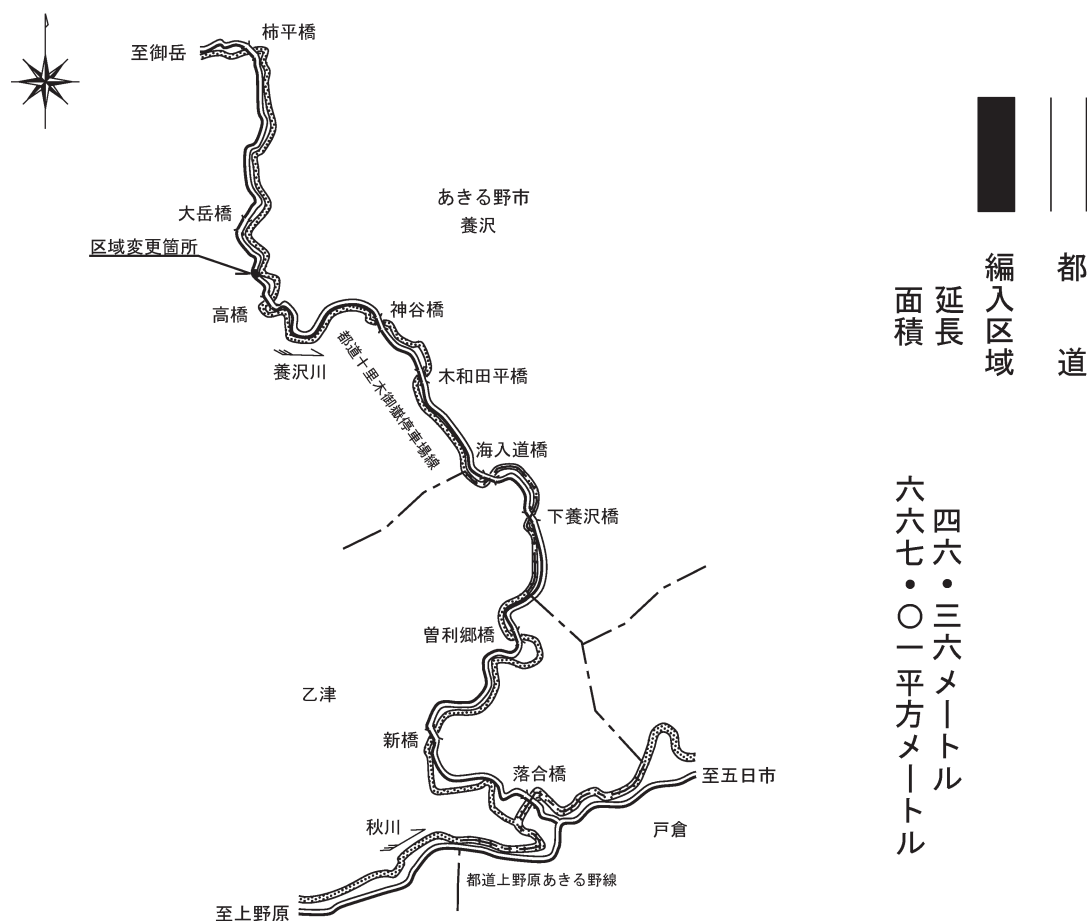 都道
編入区域
延長 四六・三六メートル
面積 六六七・〇一平方メートル
柿平橋
至御岳
あきる野市
養沢
大岳橋
区域変更箇所
高橋
神谷橋
養沢川
都道十里木御嶽停車場線
木和田平橋
海入道橋
下養沢橋
曽利郷橋
乙津
新橋
落合橋
至五日市
秋川
戸倉
都道上野原あきる野線
至上野原